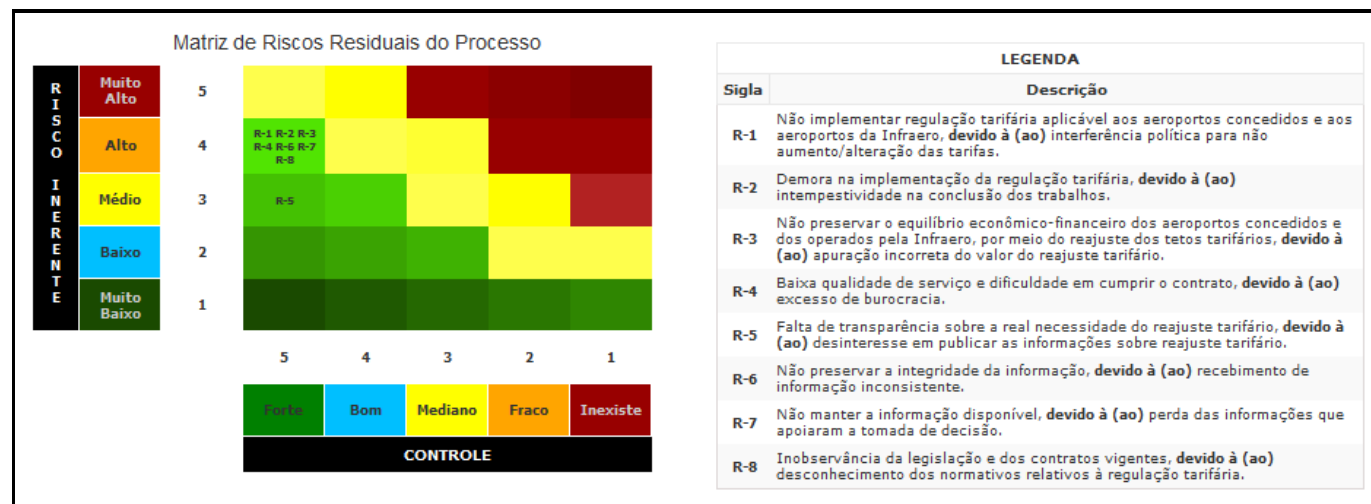 Matriz de Riscos Residuais do Processo
RISCO INERENTE
Muito
Alto
5
Alto
4
R-1 R-2 R-3
R-4 R-6 R-7
R-8
Médio
3
R-5
Baixo
2
Muito
Baixo
1
5 4 3 2 1
Forte Bom Mediano Fraco Inexiste
CONTROLE
LEGENDA
Sigla Descrição
R-1
Não implementar regulação tarifária aplicável aos aeroportos concedidos e aos
aeroportos da Infraero, devido à (ao) interferência política para não
aumento/alteração das tarifas.
R-2
Demora na implementação da regulação tarifária, devido à (ao)
intempestividade na conclusão dos trabalhos.
R-3
Não preservar o equilíbrio econômico-financeiro dos aeroportos concedidos e
dos operados pela Infraero, por meio do reajuste dos tetos tarifários, devido à
(ao) apuração incorreta do valor do reajuste tarifário.
R-4
Baixa qualidade de serviço e dificuldade em cumprir o contrato, devido à (ao)
excesso de burocracia.
R-5
Falta de transparência sobre a real necessidade do reajuste tarifário, devido à
(ao) desinteresse em publicar as informações sobre reajuste tarifário.
R-6
Não preservar a integridade da informação, devido à (ao) recebimento de
informação inconsistente.
R-7
Não manter a informação disponível, devido à (ao) perda das informações que
apoiaram a tomada de decisão.
R-8
Inobservância da legislação e dos contratos vigentes, devido à (ao)
desconhecimento dos normativos relativos à regulação tarifária.